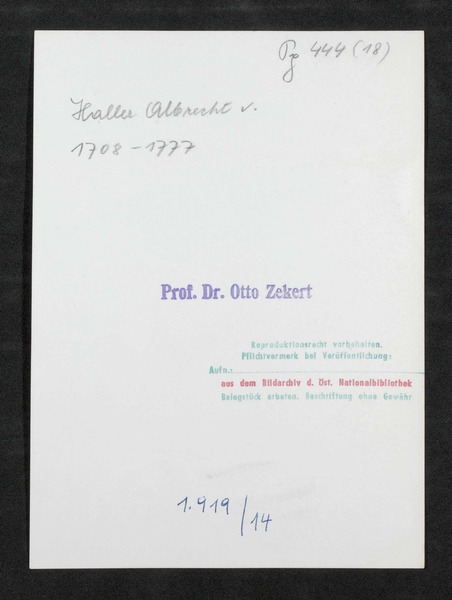 Pg 444 (18)
Haller Albrecht v.
1708 - 1777
Prof. Dr. Otto Zekert
Reproduktionsrecht vorbehalten.
Pflichtvermerk bei Veröffentlichung:
Aufn.:
aus dem Bildarchiv d. Öst. Nationalbibliothek
Belegstück erbeten. Beschriftung ohne Gewähr
1.919/14